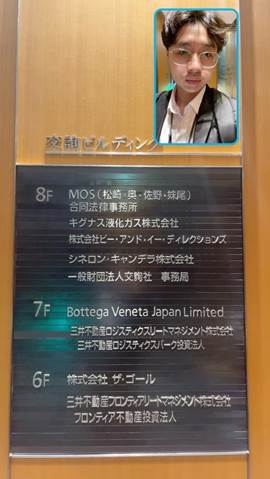 交詢ビルディング
8F MOS（松崎・奥・佐野・妹尾）
合同法律事務所
キグナス液化ガス株式会社
株式会社ビー・アンド・イー・ディレクションズ
シネロン・キャンデラ株式会社
一般財団法人交詢社 事務局
7F Bottega Veneta Japan Limited
三井不動産ロジスティクスリートマネジメント株式会社
三井不動産ロジスティクスパーク投資法人
6F 株式会社 ザ・ゴール
三井不動産フロンティアリートマネジメント株式会社
フロンティア不動産投資法人